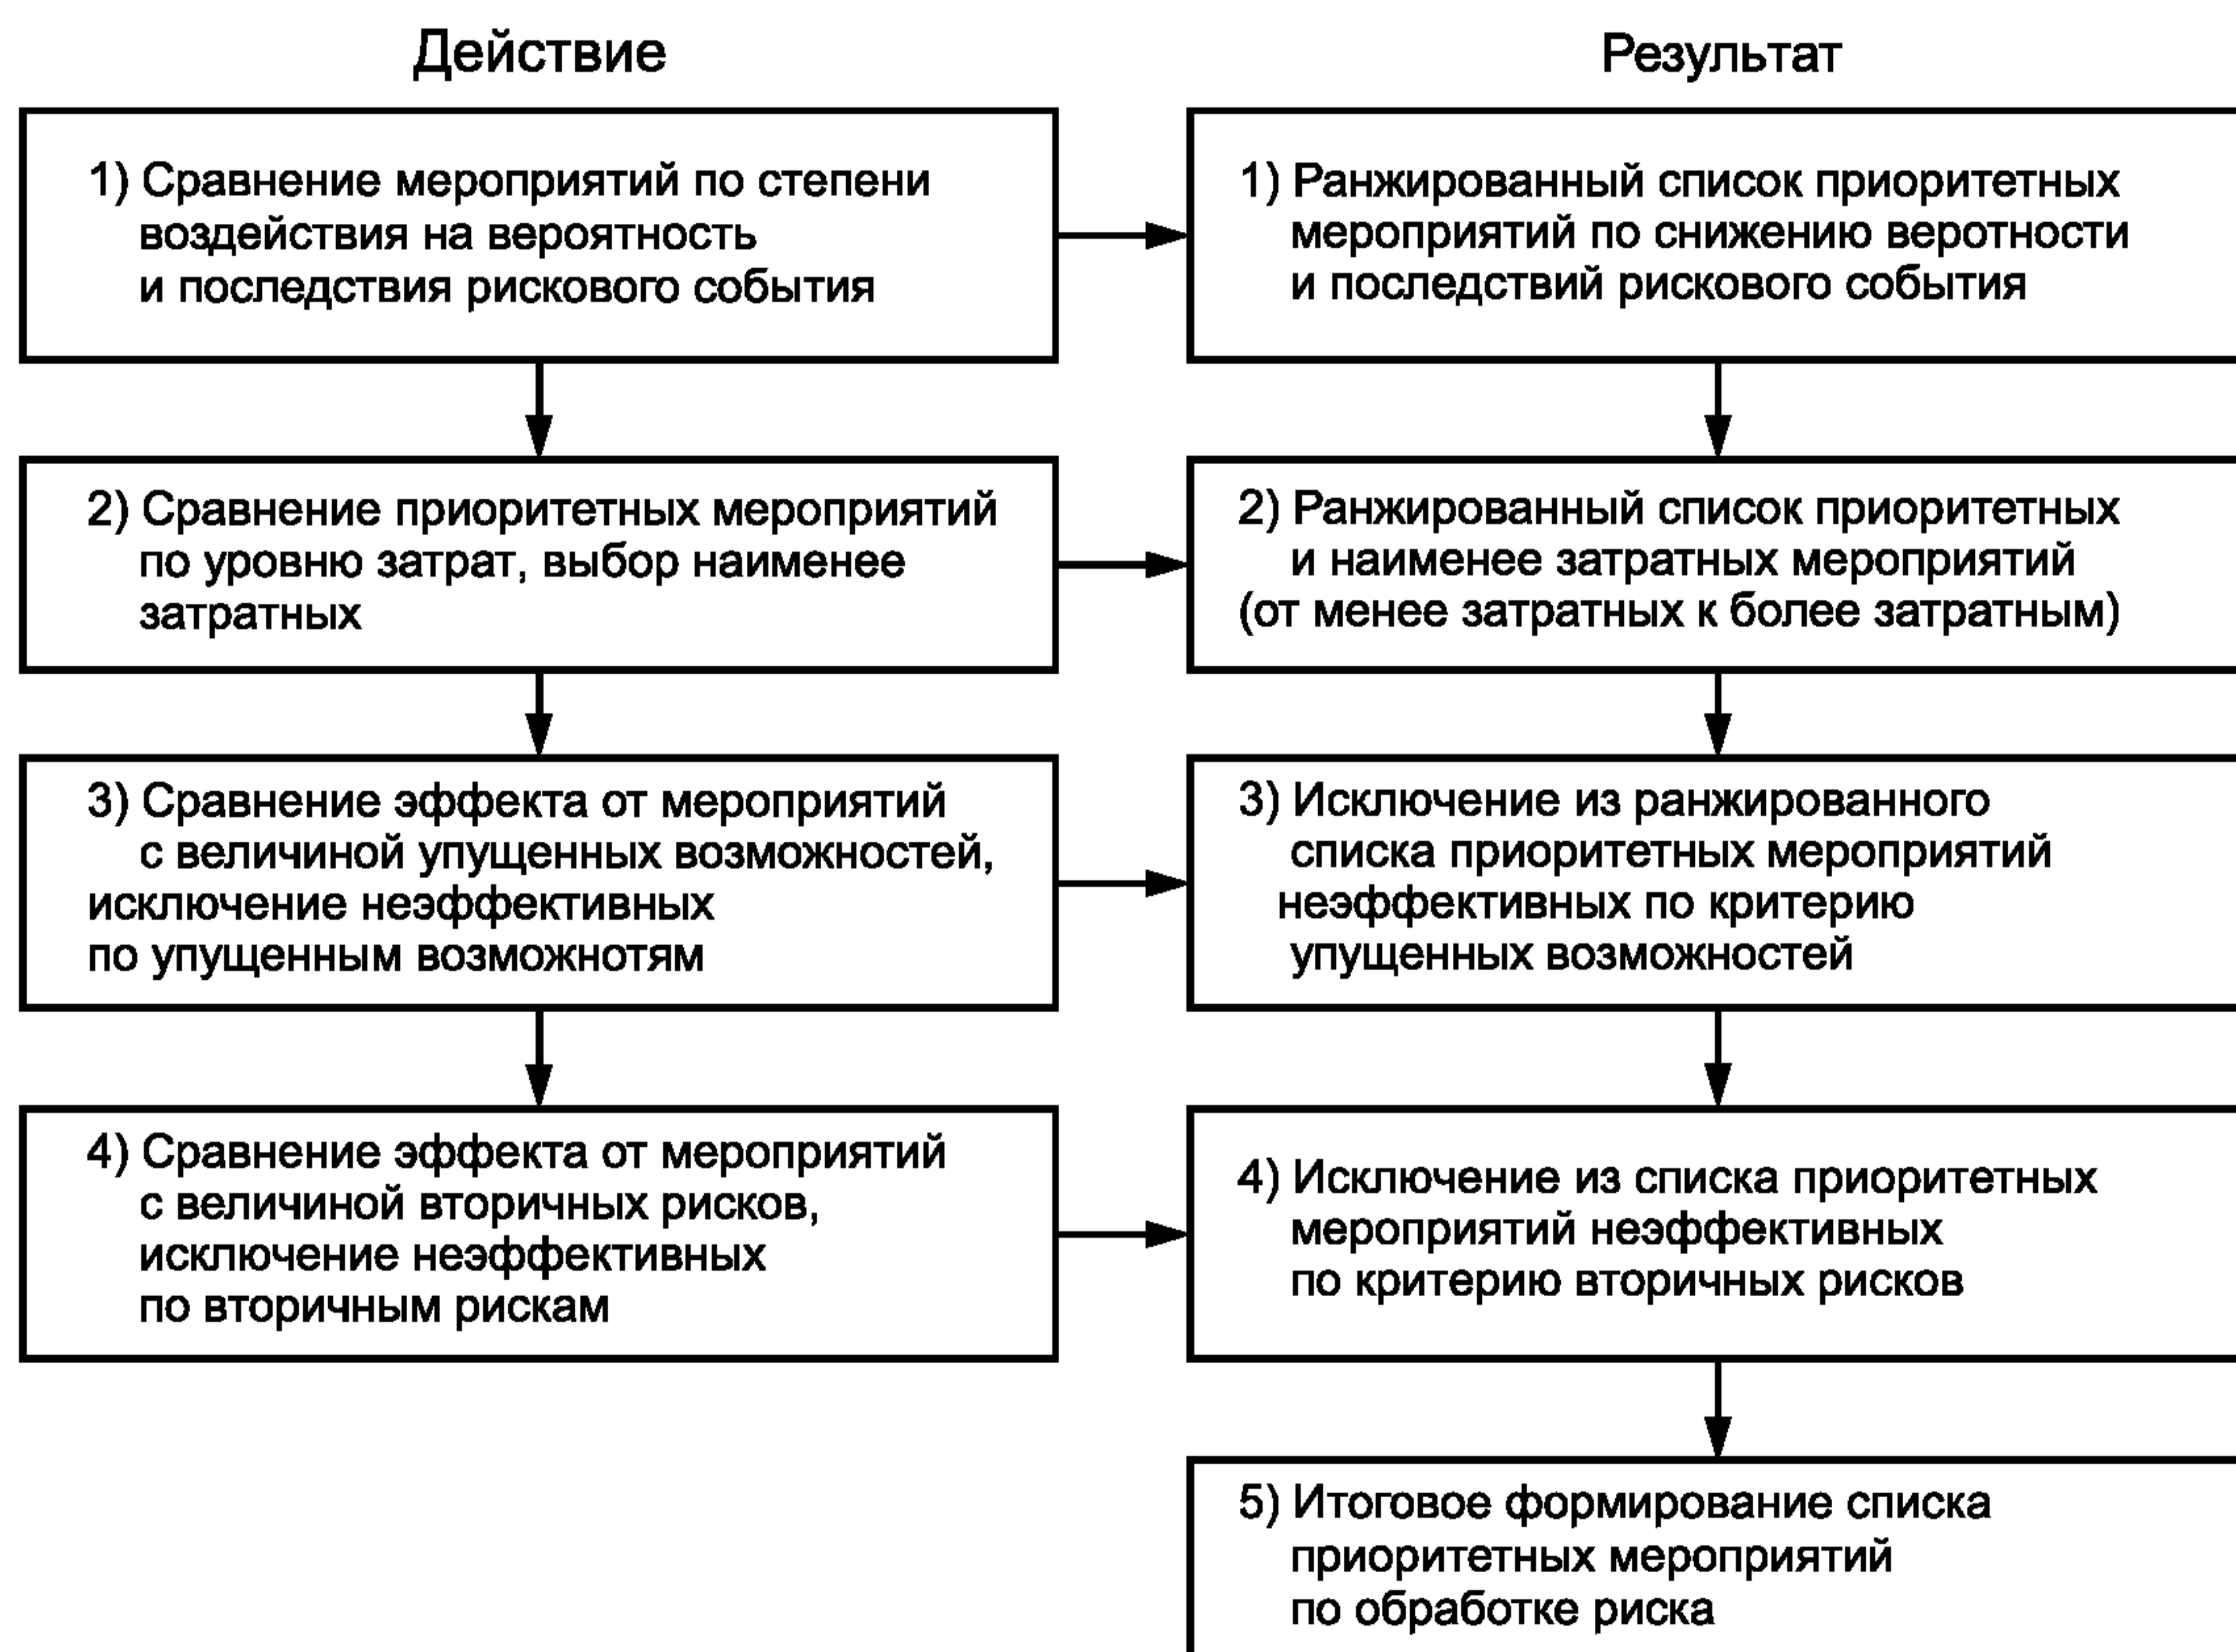 Действие
Результат
1) Сравнение мероприятий по степени
воздействия на вероятность
и последствия рискового события
1) Ранжированный список приоритетных
мероприятий по снижению веротности
и последствий рискового события
2) Сравнение приоритетных мероприятий
по уровню затрат, выбор наименее
затратных
2) Ранжированный список приоритетных
и наименее затратных мероприятий
(от менее затратных к более затратным)
3) Сравнение эффекта от мероприятий
с величиной упущенных возможностей,
исключение неэффективных
по упущенным возможнотям
3) Исключение из ранжированного
списка приоритетных мероприятий
неэффективных по критерию
упущенных возможностей
4) Сравнение эффекта от мероприятий
с величиной вторичных рисков,
исключение неэффективных
по вторичным рискам
4) Исключение из списка приоритетных
мероприятий неэффективных
по критерию вторичных рисков
5) Итоговое формирование списка
приоритетных мероприятий
по обработке риска